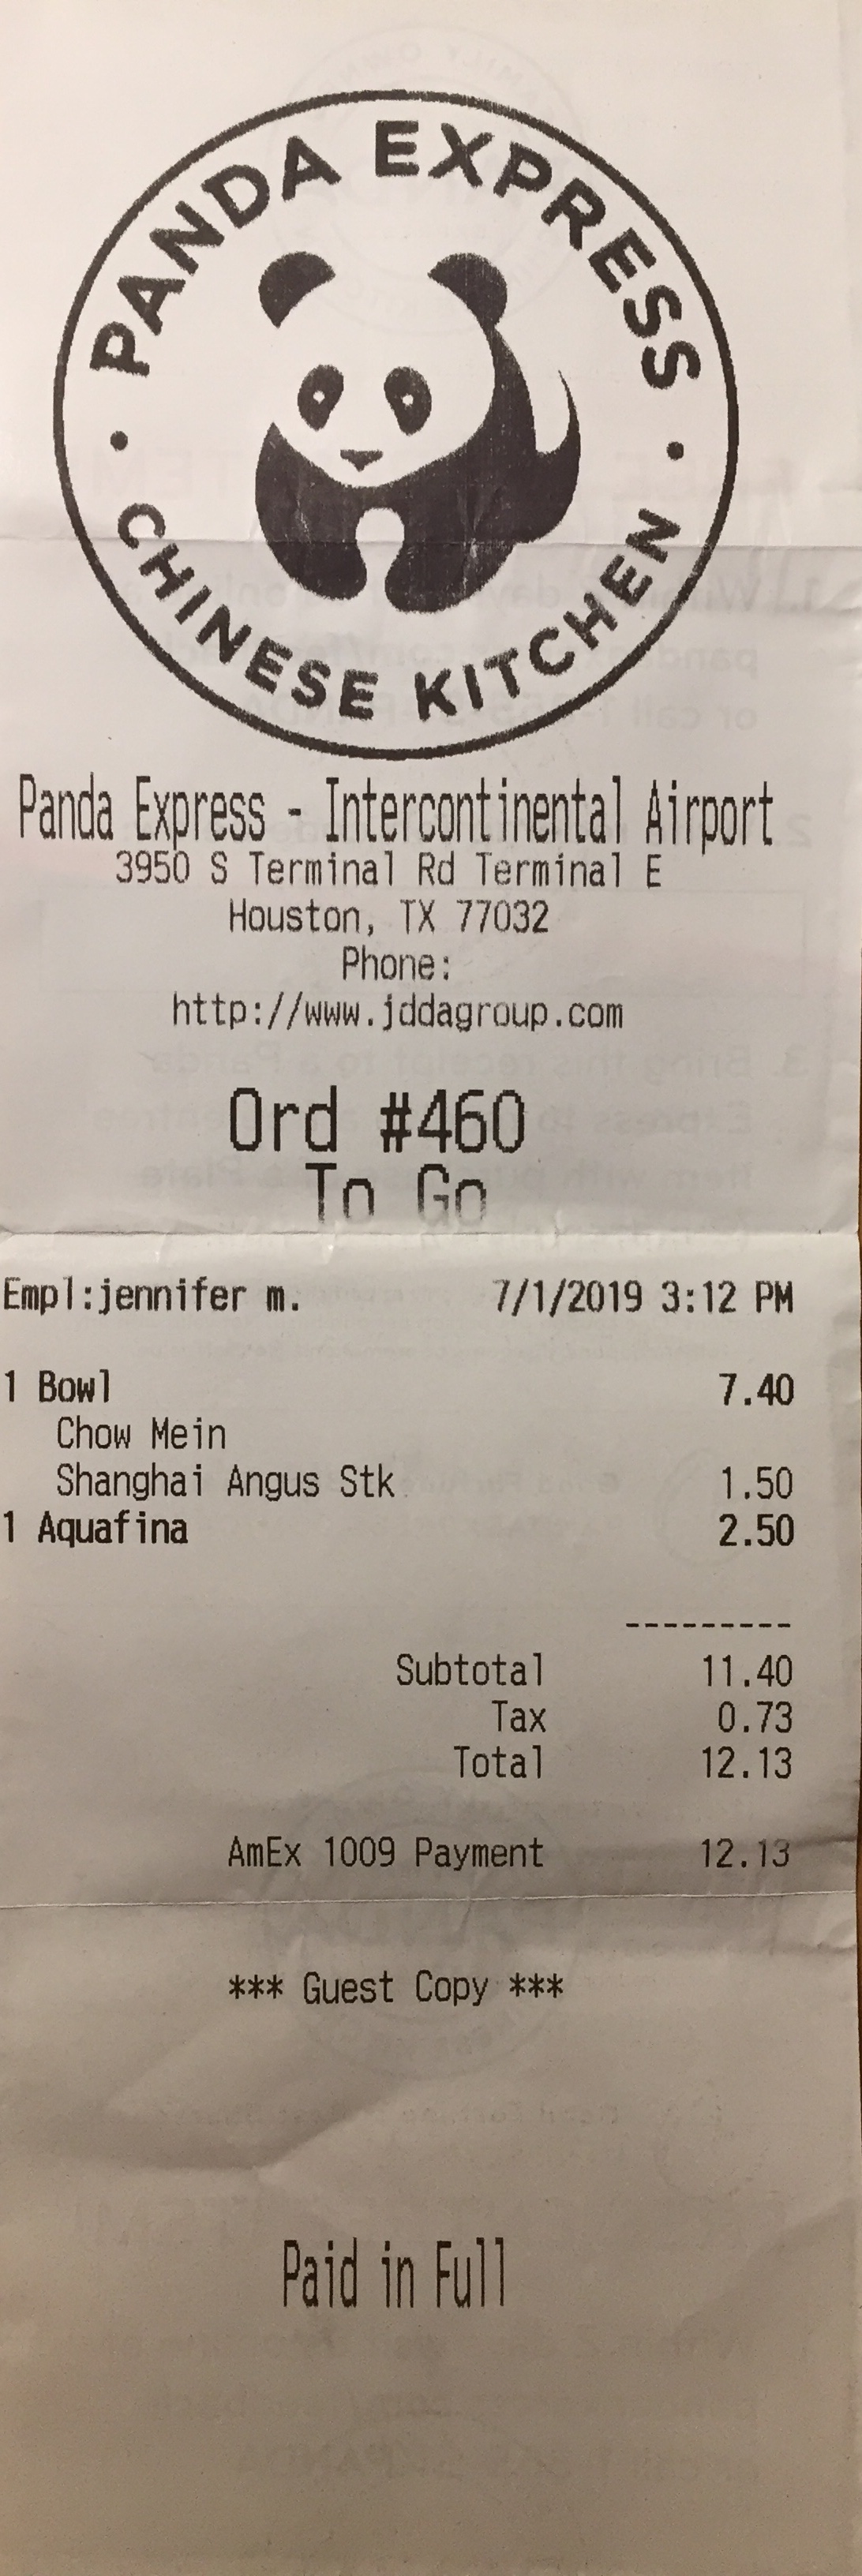 PANDA EXPRESS
CHINESE KITCHEN
Panda Express - Intercontinental Airport
3950 S Terminal Rd Terminal E
Houston, TX 77032
Phone:
http://www.jddagroup.com
Ord #460
To Go
Empl:jennifer m. 7/1/2019 3:12 PM
1 Bowl 7.40
Chow Mein
Shanghai Angus Stk 1.50
1 Aquafina 2.50
---------
Subtotal 11.40
Tax 0.73
Total 12.13
AmEx 1009 Payment 12.13
*** Guest Copy ***
Paid in Full